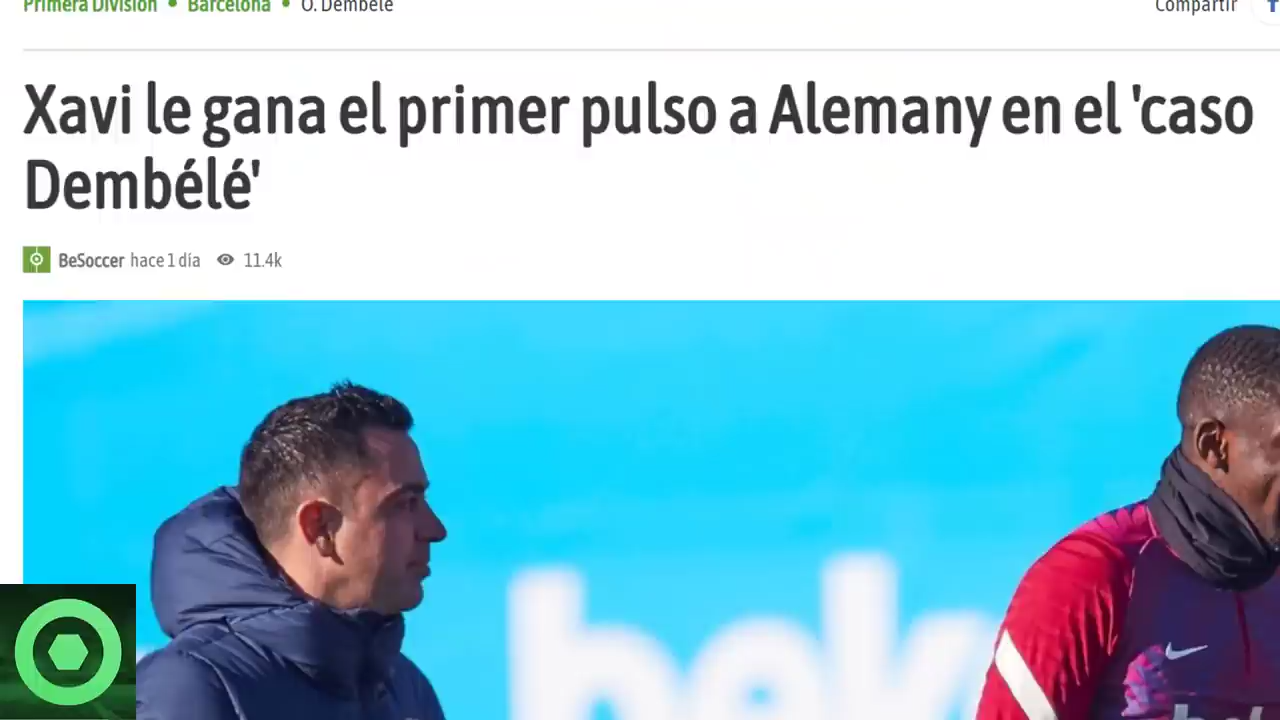 Primera División • Barcelona • O. Dembélé
Compartir
Xavi le gana el primer pulso a Alemany en el 'caso
Dembélé'
BeSoccer hace 1 día 11.4k
beko